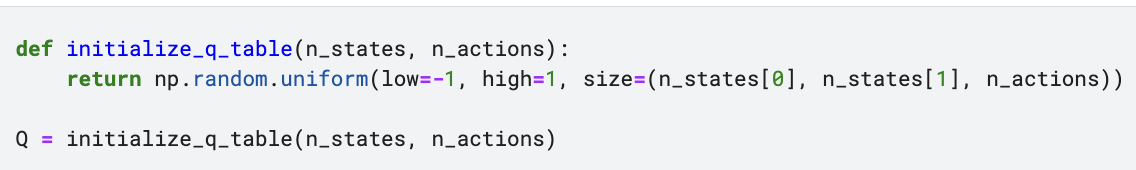 def initialize_q_table(n_states, n_actions):
    return np.random.uniform(low=-1, high=1, size=(n_states[0], n_states[1], n_actions))
Q = initialize_q_table(n_states, n_actions)